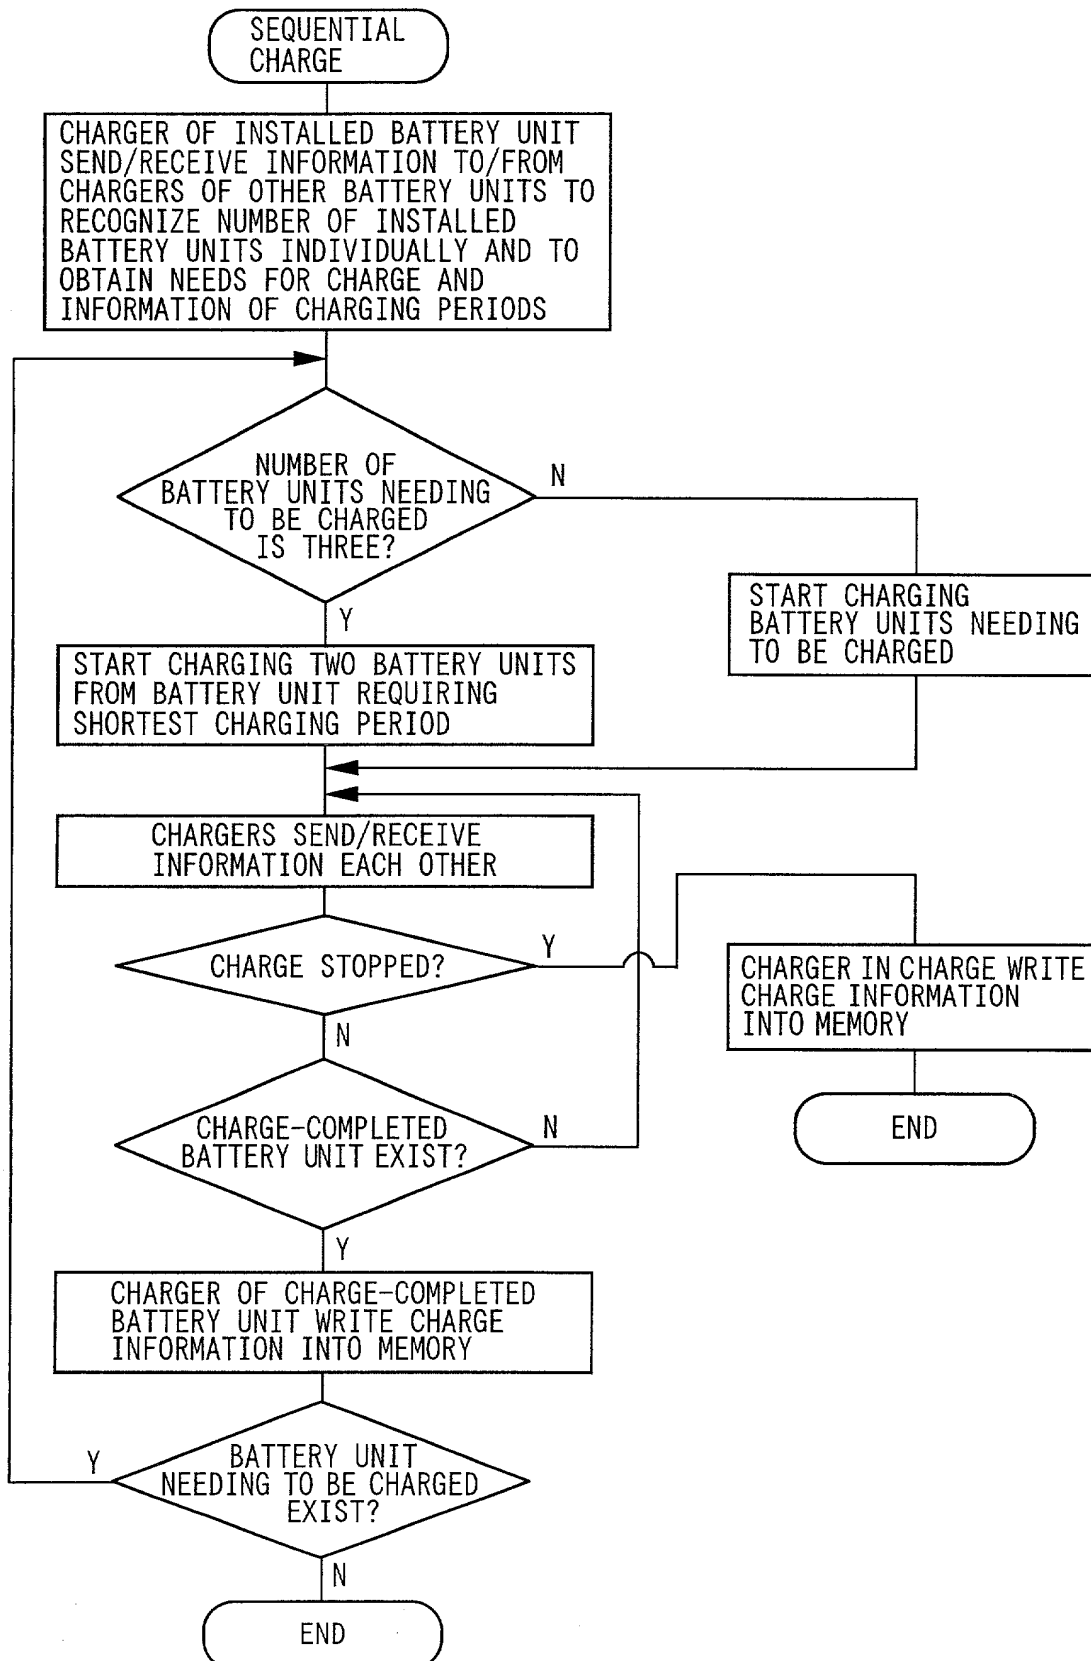 SEQUENTIAL
CHARGE
CHARGER OF INSTALLED BATTERY UNIT
SEND/RECEIVE INFORMATION TO/FROM
CHARGERS OF OTHER BATTERY UNITS TO
RECOGNIZE NUMBER OF INSTALLED
BATTERY UNITS INDIVIDUALLY AND TO
OBTAIN NEEDS FOR CHARGE AND
INFORMATION OF CHARGING PERIODS
NUMBER OF
BATTERY UNITS NEEDING
TO BE CHARGED
IS THREE?
N
Y
START CHARGING
BATTERY UNITS NEEDING
TO BE CHARGED
START CHARGING TWO BATTERY UNITS
FROM BATTERY UNIT REQUIRING
SHORTEST CHARGING PERIOD
CHARGERS SEND/RECEIVE
INFORMATION EACH OTHER
CHARGE STOPPED?
Y
N
CHARGER IN CHARGE WRITE
CHARGE INFORMATION
INTO MEMORY
END
CHARGE-COMPLETED
BATTERY UNIT EXIST?
N
Y
CHARGER OF CHARGE-COMPLETED
BATTERY UNIT WRITE CHARGE
INFORMATION INTO MEMORY
BATTERY UNIT
NEEDING TO BE CHARGED
EXIST?
Y
N
END